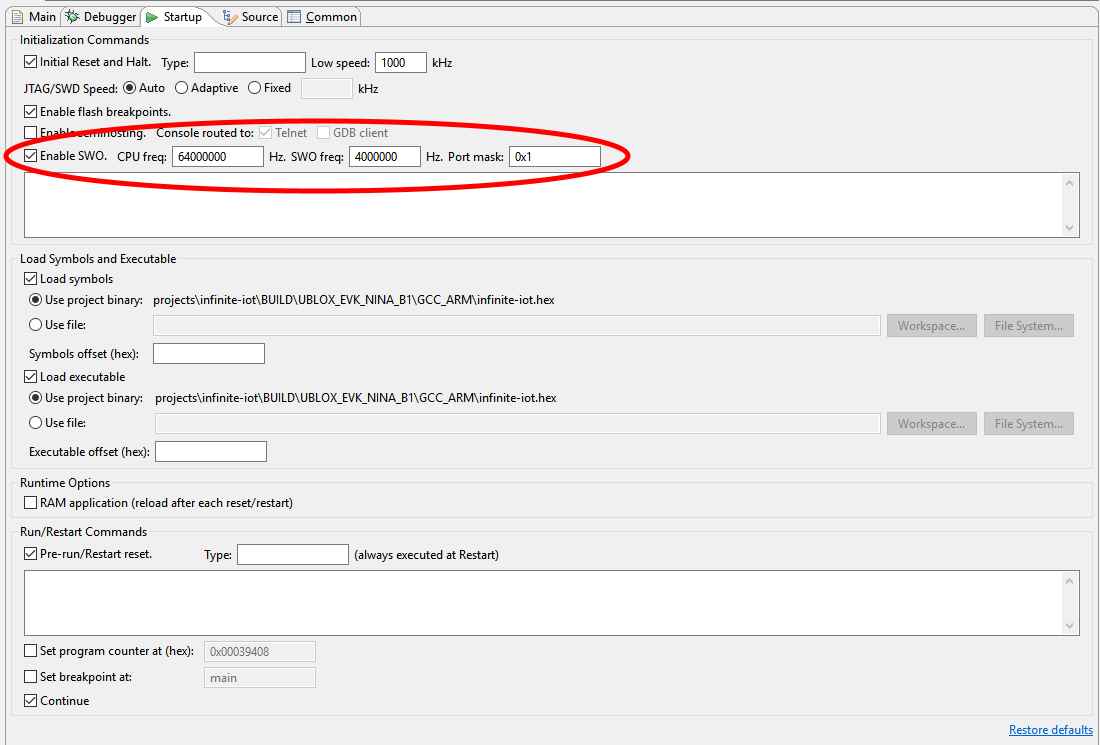 Main Debugger Startup Source Common
Initialization Commands
Initial Reset and Halt. Type: Low speed: 1000 kHz
JTAG/SWD Speed: Auto Adaptive Fixed kHz
Enable flash breakpoints.
Enable semihosting. Console routed to: Telnet GDB client
Enable SWO. CPU freq: 64000000 Hz. SWO freq: 4000000 Hz. Port mask: 0x1
Load Symbols and Executable
Load symbols
Use project binary: projects\infinite-iot\BUILD\UBLOX_EVK_NINA_B1\GCC_ARM\infinite-iot.hex
Use file: Workspace... File System...
Symbols offset (hex):
Load executable
Use project binary: projects\infinite-iot\BUILD\UBLOX_EVK_NINA_B1\GCC_ARM\infinite-iot.hex
Use file: Workspace... File System...
Executable offset (hex):
Runtime Options
RAM application (reload after each reset/restart)
Run/Restart Commands
Pre-run/Restart reset. Type: (always executed at Restart)
Set program counter at (hex): 0x00039408
Set breakpoint at: main
Continue
Restore defaults